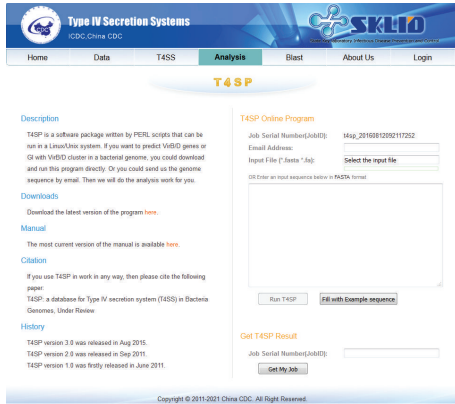 Type IV Secretion Systems
ICDC,China CDC
SKLID
Home Data T4SS Analysis Blast About Us Login
T4SP
Description
T4SP is a software package written by PERL scripts that can be
run in a Linux/Unix system. If you want to predict VirB/D genes or
GI with VirB/D cluster in a bacterial genome, you could download
and run this program directly. Or you could send us the genome
sequence by email. Then we will do the analysis work for you.
Downloads
Download the latest version of the program here.
Manual
The most current version of the manual is available here.
Citation
If you use T4SP in work in any way, then please cite the following
paper:
T4SP: a database for Type IV secretion system (T4SS) in Bacteria
Genomes, Under Review
History
T4SP version 3.0 was released in Aug 2015.
T4SP version 2.0 was released in Sep 2011.
T4SP version 1.0 was firstly released in June 2011.
T4SP Online Program
Job Serial Number(JobID): t4sp_20160812092117252
Email Address:
Input File (*.fasta *.fa): Select the input file
OR Enter an input sequence below in FASTA format
Run T4SP Fill with Example sequence
Get T4SP Result
Job Serial Number(JobID):
Get My Job
Copyright © 2011-2021 China CDC. All Right Reserved.